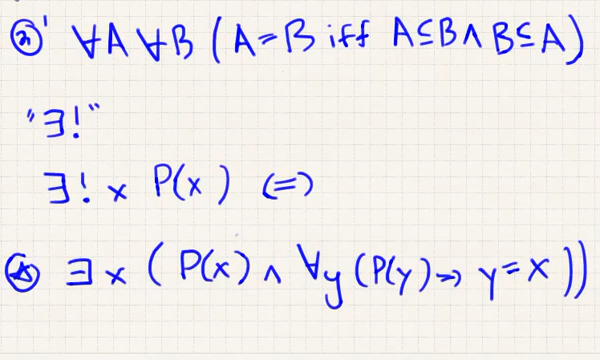 ②' ∀A ∀B (A=B iff A⊆B ∧ B⊆A)
"∃!"
∃! x P(x) (=)
⊛ ∃x (P(x) ∧ ∀y (P(y) => y=x))